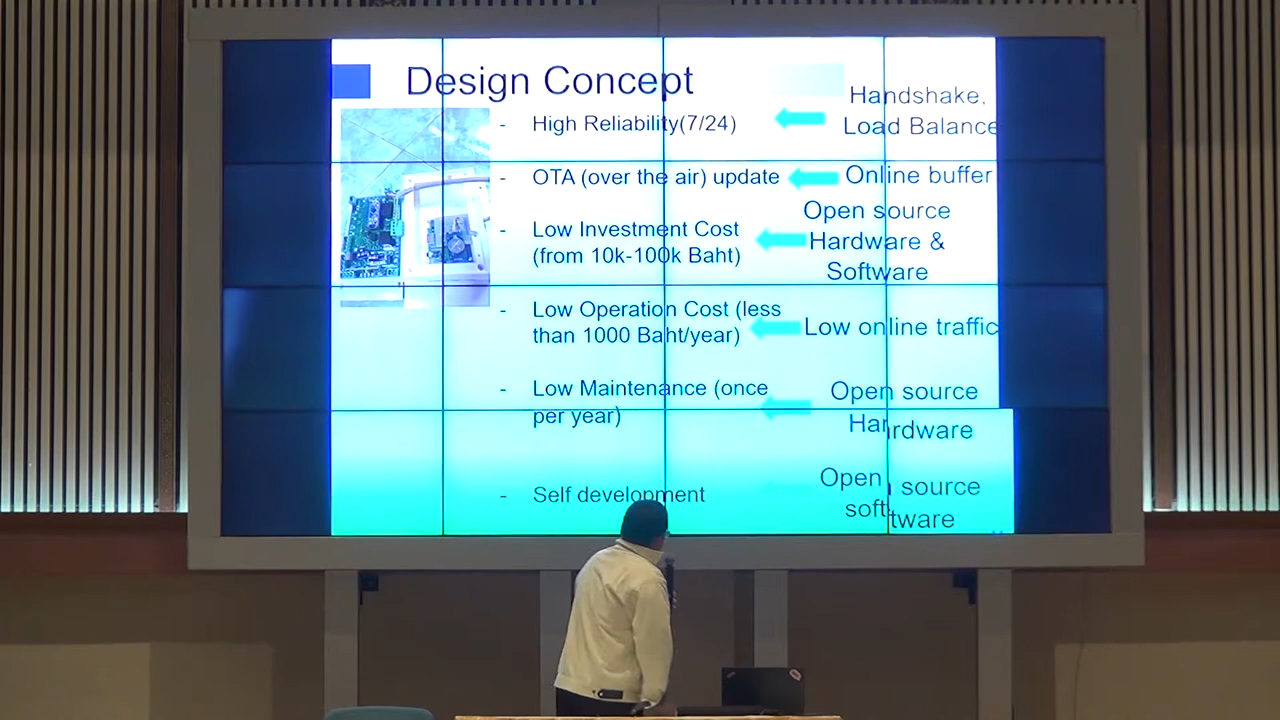 Design Concept
- High Reliability(7/24)
Handshake,
Load Balance
- OTA (over the air) update
Online buffer
- Low Investment Cost
(from 10k-100k Baht)
Open source
Hardware &
Software
- Low Operation Cost (less
than 1000 Baht/year)
Low online traffic
- Low Maintenance (once
per year)
Open source
Hardware
- Self development
Open source
software